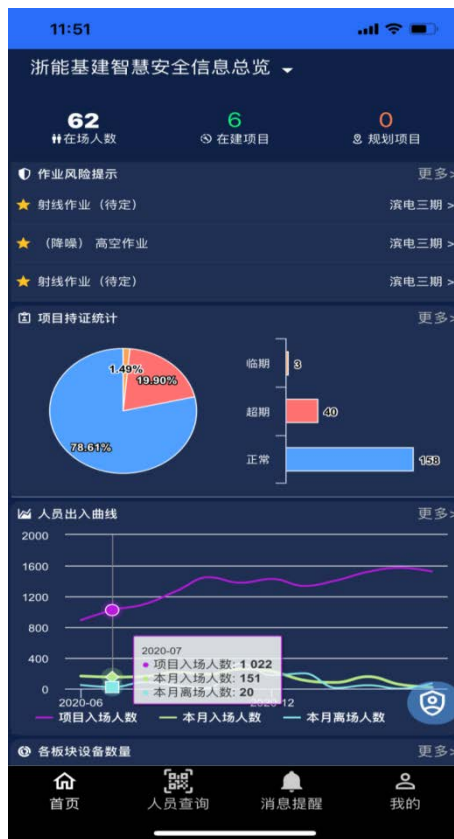 11:51
浙能基建智慧安全信息总览
62 6 0
在场人数 在建项目 规划项目
作业风险提示 更多>
射线作业（待定） 滨电三期 >
（降噪） 高空作业 滨电三期 >
射线作业（待定） 滨电三期 >
项目持证统计 更多>
1.49%
19.90%
78.61%
临期 3
超期 40
正常 158
人员出入曲线 更多>
2000
1600
1200
800
400
0
2020-07
项目入场人数: 1 022
本月入场人数: 151
本月离场人数: 20
2020-06 2020-12
项目入场人数 本月入场人数 本月离场人数
各板块设备数量 更多>
首页 人员查询 消息提醒 我的